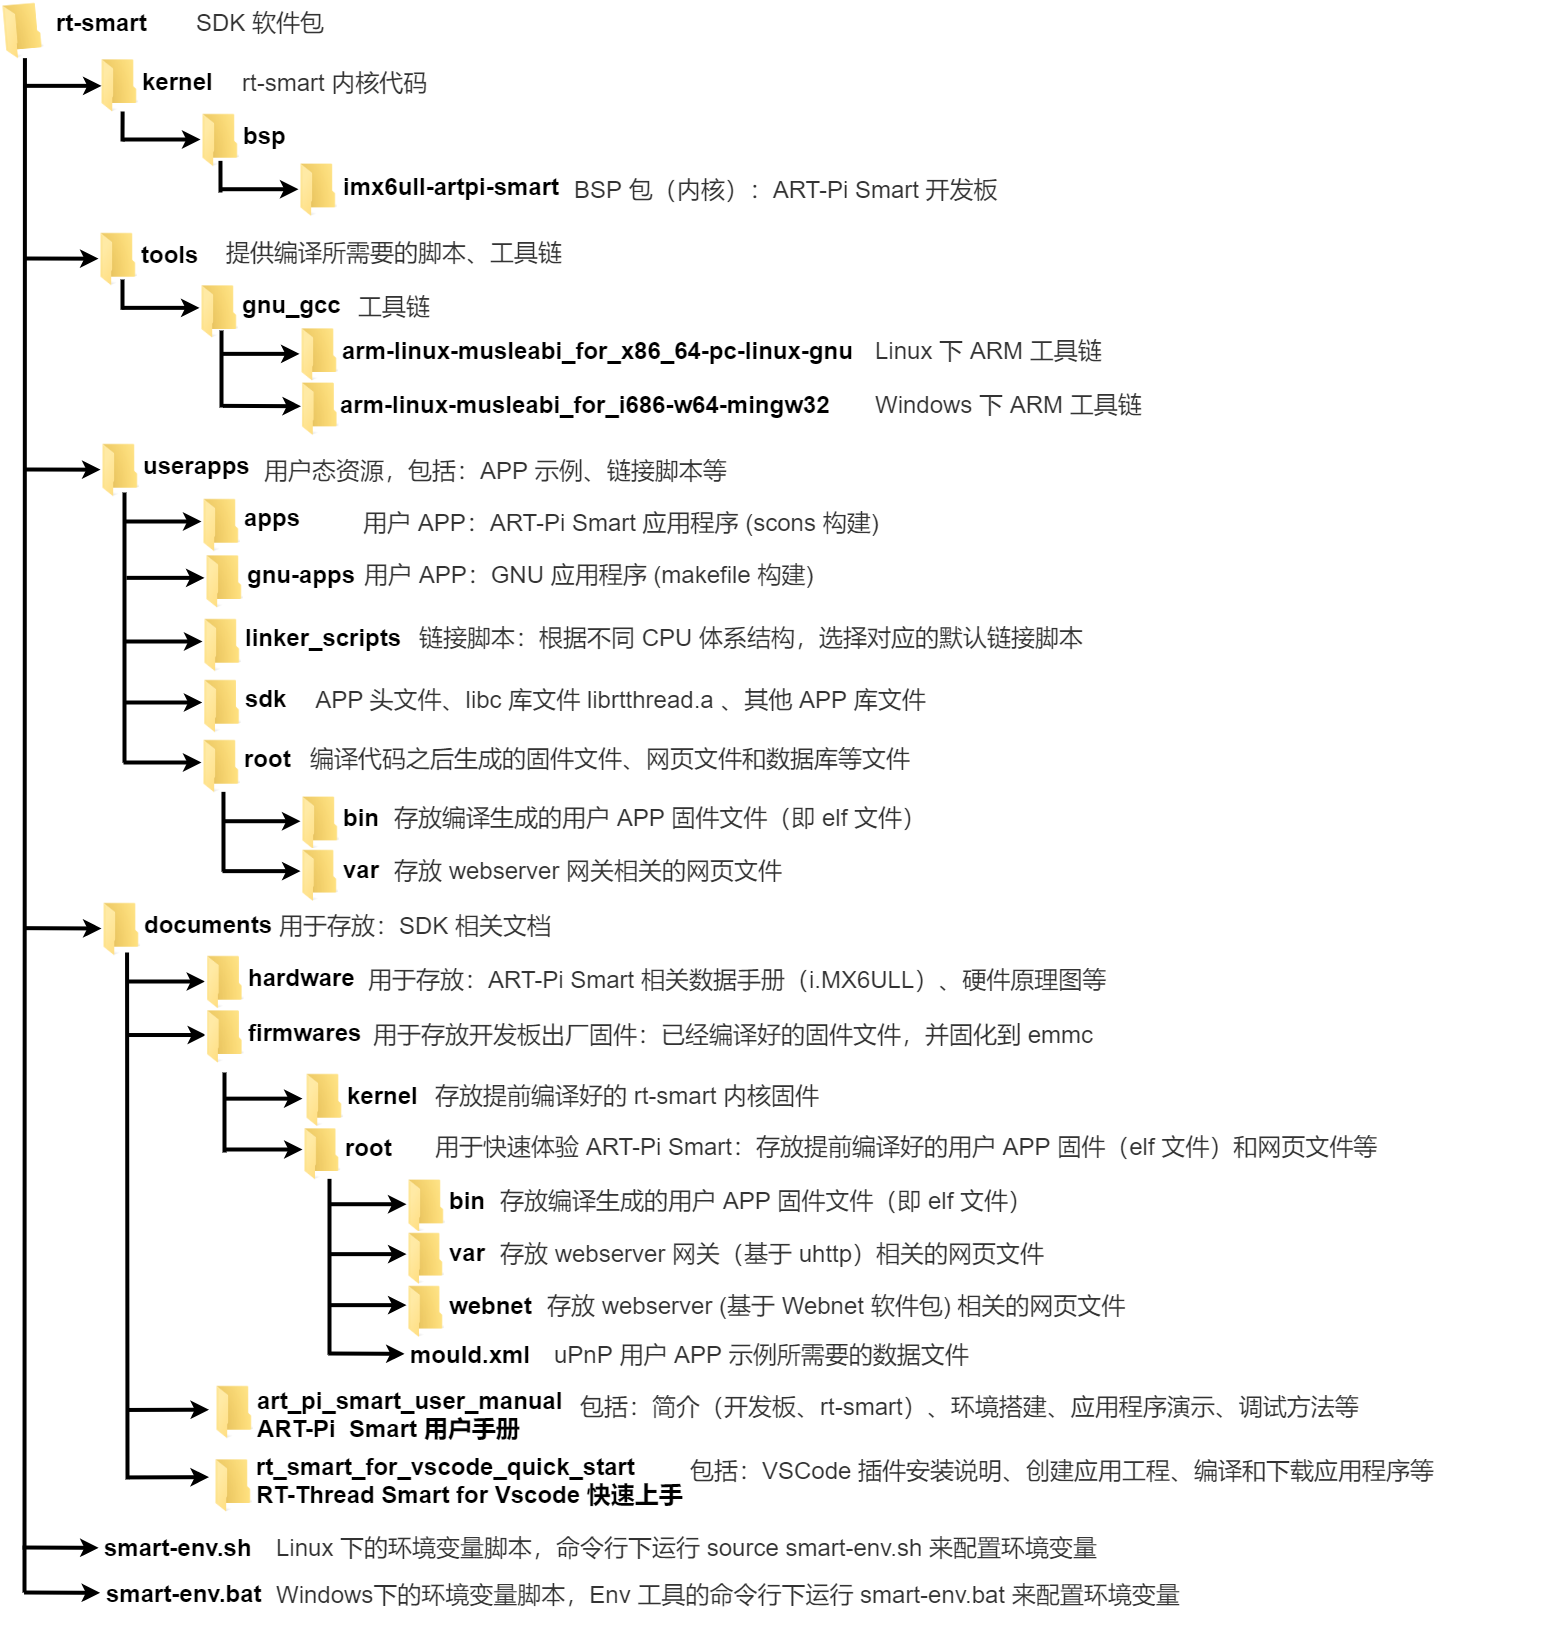 rt-smart SDK 软件包
kernel rt-smart 内核代码
bsp
imx6ull-artpi-smart BSP 包（内核）：ART-Pi Smart 开发板
tools 提供编译所需要的脚本、工具链
gnu_gcc 工具链
arm-linux-musleabi_for_x86_64-pc-linux-gnu Linux 下 ARM 工具链
arm-linux-musleabi_for_i686-w64-mingw32 Windows 下 ARM 工具链
userapps 用户态资源，包括：APP 示例、链接脚本等
apps 用户 APP：ART-Pi Smart 应用程序 (scons 构建)
gnu-apps 用户 APP：GNU 应用程序 (makefile 构建)
linker_scripts 链接脚本：根据不同 CPU 体系结构，选择对应的默认链接脚本
sdk APP 头文件、libc 库文件 librtthread.a 、其他 APP 库文件
root 编译代码之后生成的固件文件、网页文件和数据库等文件
bin 存放编译生成的用户 APP 固件文件（即 elf 文件）
var 存放 webserver 网关相关的网页文件
documents 用于存放：SDK 相关文档
hardware 用于存放：ART-Pi Smart 相关数据手册（i.MX6ULL）、硬件原理图等
firmwares 用于存放开发板出厂固件：已经编译好的固件文件，并固化到 emmc
kernel 存放提前编译好的 rt-smart 内核固件
root 用于快速体验 ART-Pi Smart：存放提前编译好的用户 APP 固件（elf 文件）和网页文件等
bin 存放编译生成的用户 APP 固件文件（即 elf 文件）
var 存放 webserver 网关（基于 uhttp）相关的网页文件
webnet 存放 webserver (基于 Webnet 软件包) 相关的网页文件
mould.xml uPnP 用户 APP 示例所需要的数据文件
art_pi_smart_user_manual 包括：简介（开发板、rt-smart）、环境搭建、应用程序演示、调试方法等
ART-Pi Smart 用户手册
rt_smart_for_vscode_quick_start 包括：VSCode 插件安装说明、创建应用工程、编译和下载应用程序等
RT-Thread Smart for Vscode 快速上手
smart-env.sh Linux 下的环境变量脚本，命令行下运行 source smart-env.sh 来配置环境变量
smart-env.bat Windows下的环境变量脚本，Env 工具的命令行下运行 smart-env.bat 来配置环境变量